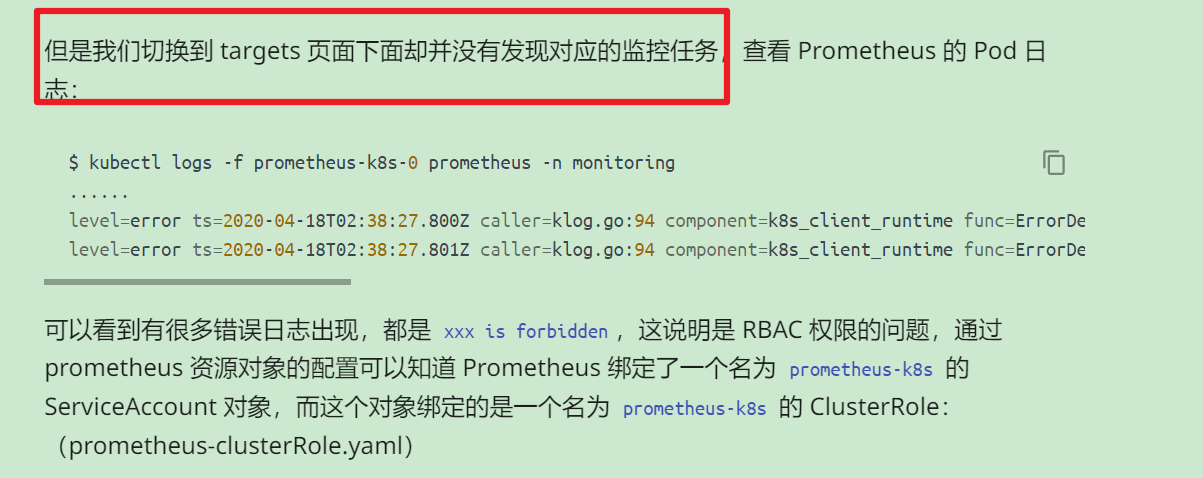 但是我们切换到 targets 页面下面却并没有发现对应的监控任务，查看 Prometheus 的 Pod 日
志：
$ kubectl logs -f prometheus-k8s-0 prometheus -n monitoring
......
level=error ts=2020-04-18T02:38:27.800Z caller=klog.go:94 component=k8s_client_runtime func=ErrorDe
level=error ts=2020-04-18T02:38:27.801Z caller=klog.go:94 component=k8s_client_runtime func=ErrorDe
可以看到有很多错误日志出现，都是 xxx is forbidden ，这说明是 RBAC 权限的问题，通过
prometheus 资源对象的配置可以知道 Prometheus 绑定了一个名为 prometheus-k8s 的
ServiceAccount 对象，而这个对象绑定的是一个名为 prometheus-k8s 的 ClusterRole：
（prometheus-clusterRole.yaml）